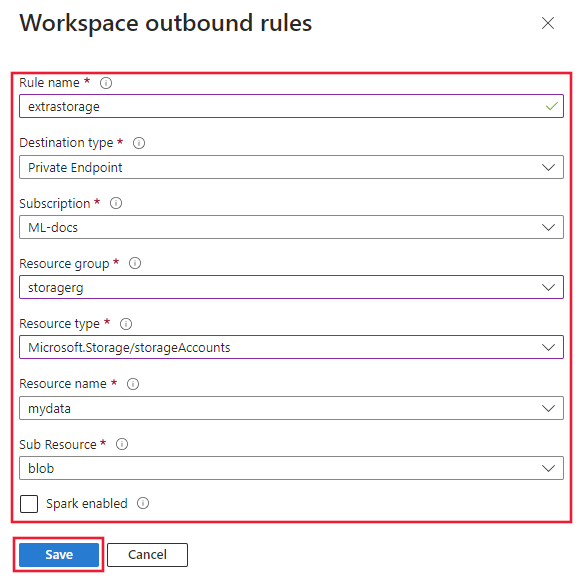 Workspace outbound rules
Rule name *
extrastorage
Destination type *
Private Endpoint
Subscription *
ML-docs
Resource group *
storagerg
Resource type *
Microsoft.Storage/storageAccounts
Resource name *
mydata
Sub Resource *
blob
Spark enabled
Save Cancel